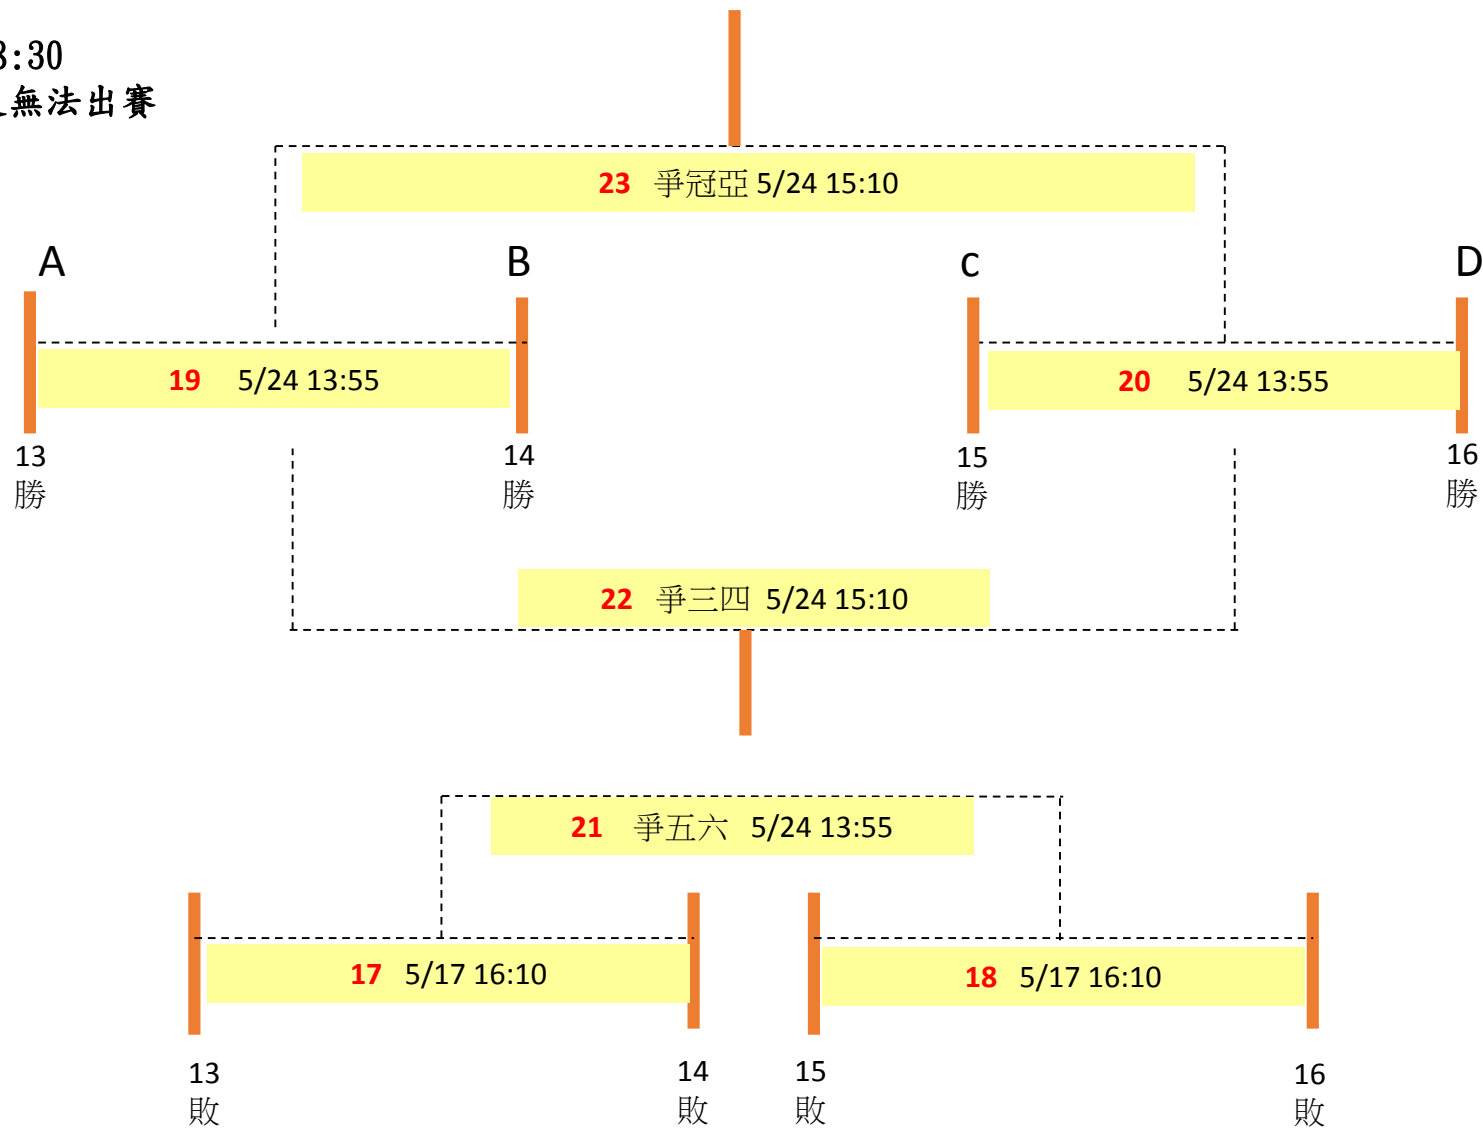 :30
無法出賽
23 爭冠亞 5/24 15:10
A B c D
19 5/24 13:55 20 5/24 13:55
13 14 15 16
勝 勝 勝 勝
22 爭三四 5/24 15:10
21 爭五六 5/24 13:55
17 5/17 16:10 18 5/17 16:10
13 14 15 16
敗 敗 敗 敗